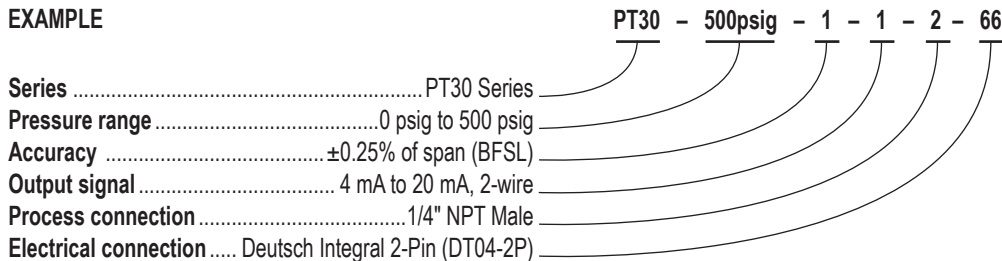 EXAMPLE PT30 – 500psig – 1 – 1 – 2 – 66
Series ................................................................ PT30 Series
Pressure range ......................................... 0 psig to 500 psig
Accuracy ........................................ ±0.25% of span (BFSL)
Output signal .................................... 4 mA to 20 mA, 2-wire
Process connection ...................................... 1/4" NPT Male
Electrical connection ..... Deutsch Integral 2-Pin (DT04-2P)